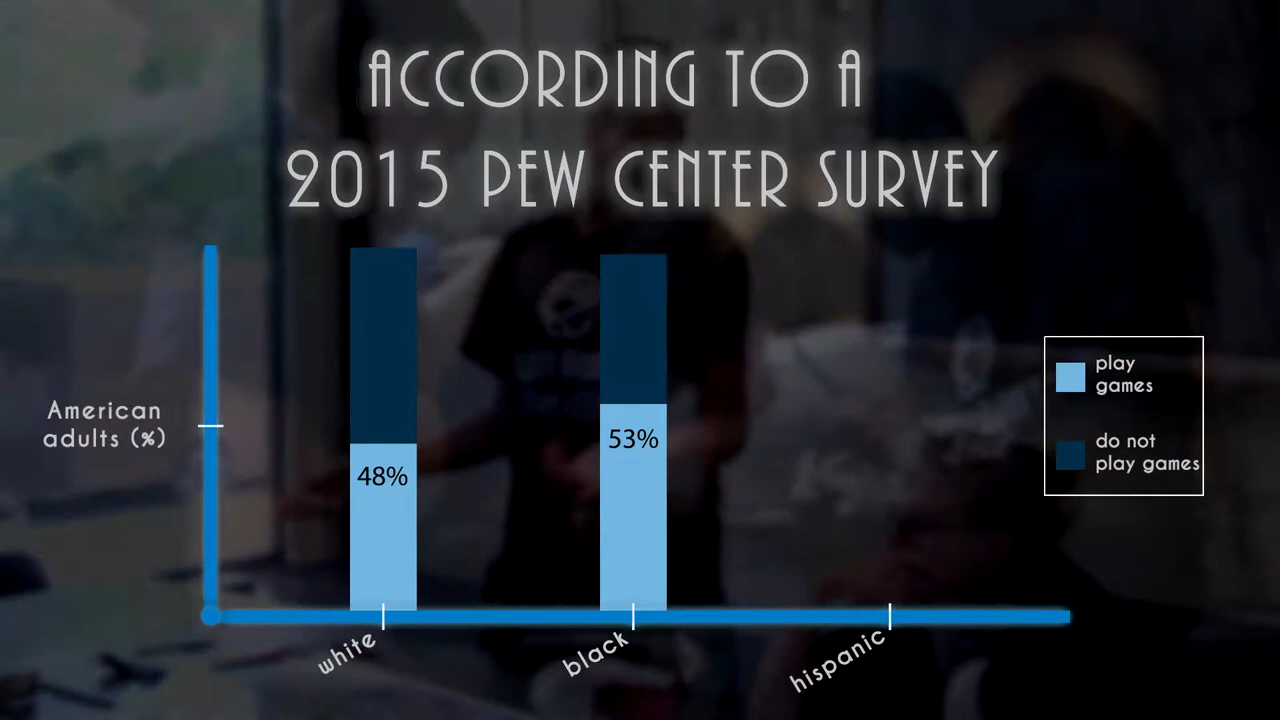 ACCORDING TO A
2015 PEW CENTER SURVEY
American
adults (%)
48%
53%
play
games
do not
play games
white
black
hispanic